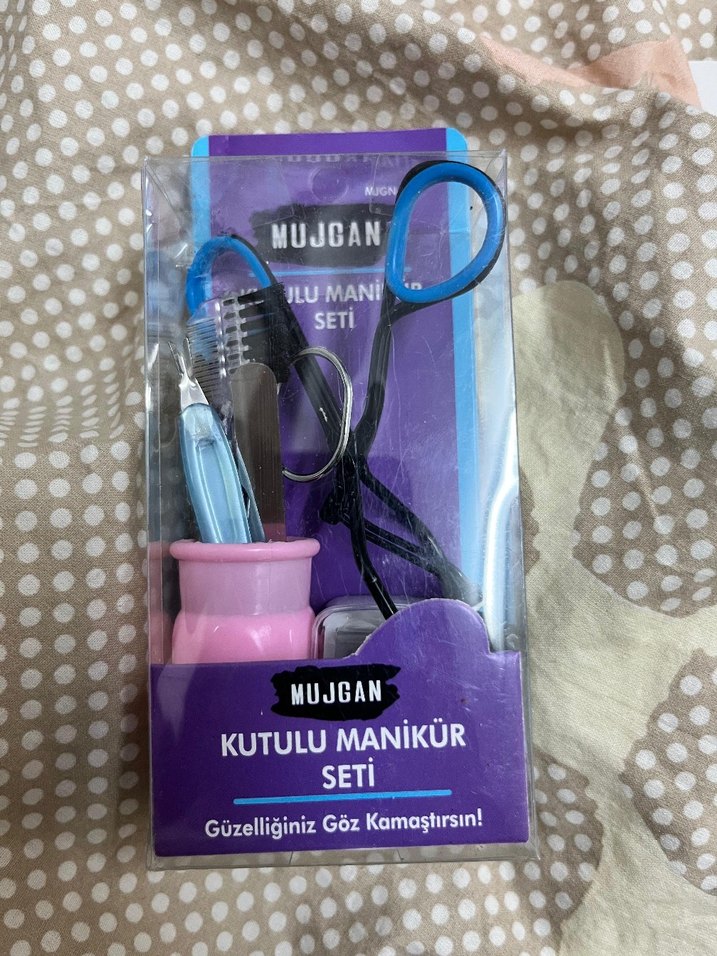 MUJGAN
KUTULU MANİKÜR
SETİ
MUJGAN
KUTULU MANİKÜR
SETİ
Güzelliğiniz Göz Kamaştırsın!